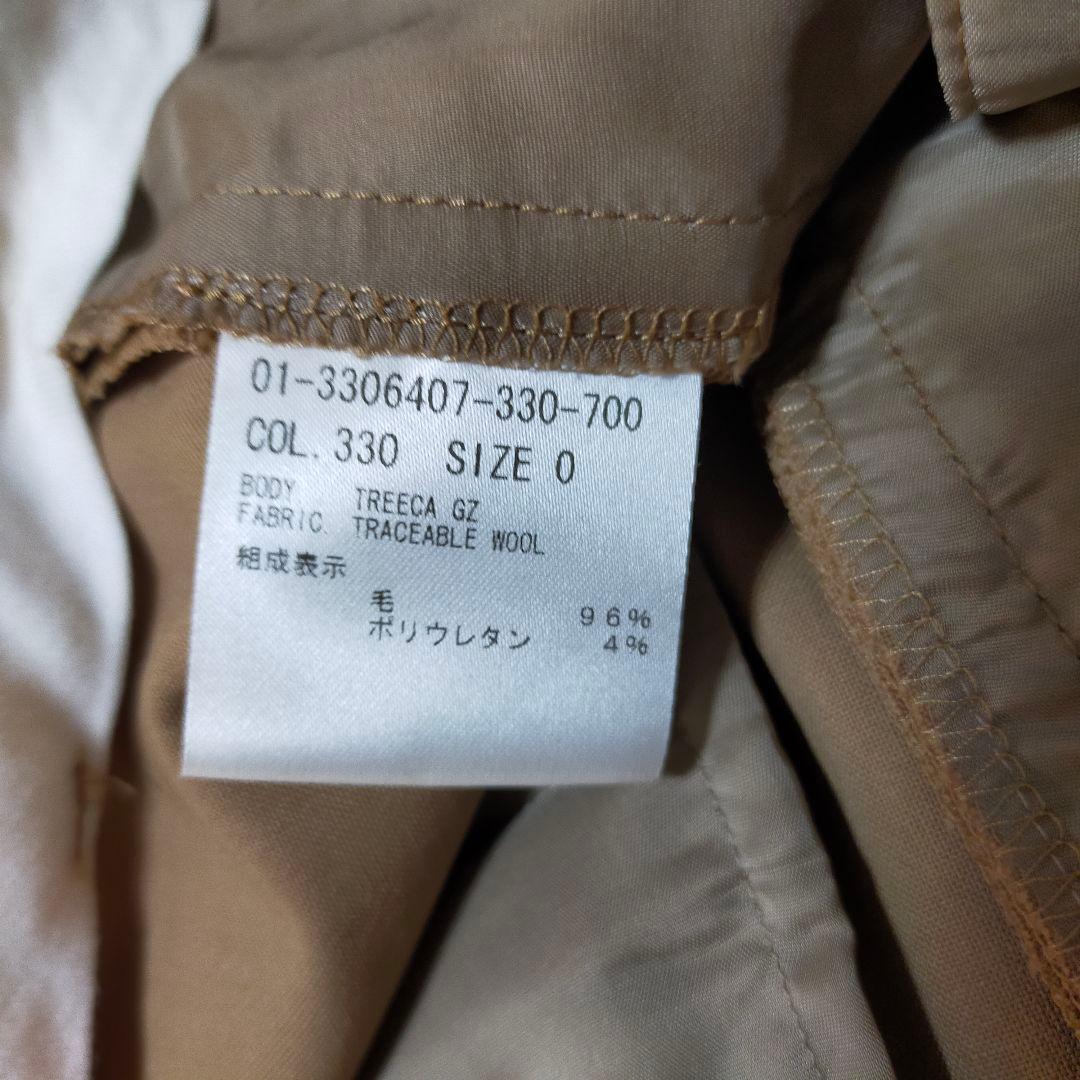 01-3306407-330-700
COL. 330 SIZE 0
BODY TREECA GZ
FABRIC. TRACEABLE WOOL
組成表示
毛 96%
ポリウレタン 4%